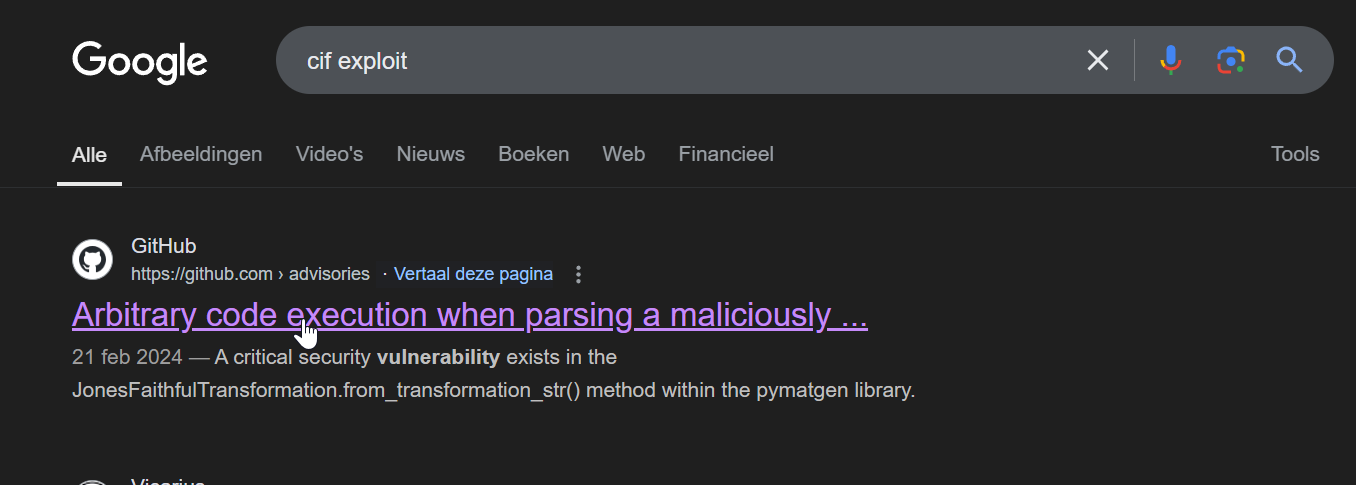 Google
cif exploit
Alle Afbeeldingen Video's Nieuws Boeken Web Financieel Tools
GitHub
https://github.com › advisories · Vertaal deze pagina
Arbitrary code execution when parsing a maliciously ...
21 feb 2024 — A critical security vulnerability exists in the
JonesFaithfulTransformation.from_transformation_str() method within the pymatgen library.